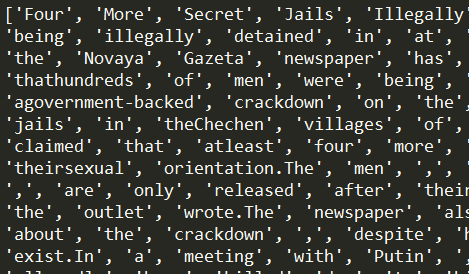 ['Four', 'More', 'Secret', 'Jails', 'Illegally
'being', 'illegally', 'detained', 'in', 'at',
'the', 'Novaya', 'Gazeta', 'newspaper', 'has',
'thathundreds', 'of', 'men', 'were', 'being',
'agovernment-backed', 'crackdown', 'on', 'the'
'jails', 'in', 'theChechen', 'villages', 'of',
'claimed', 'that', 'atleast', 'four', 'more',
'theirsexual', 'orientation.The', 'men', ',',
',', 'are', 'only', 'released', 'after', 'their
'the', 'outlet', 'wrote.The', 'newspaper', 'als
'about', 'the', 'crackdown', ',', 'despite', 'h
'exist.In', 'a', 'meeting', 'with', 'Putin', '